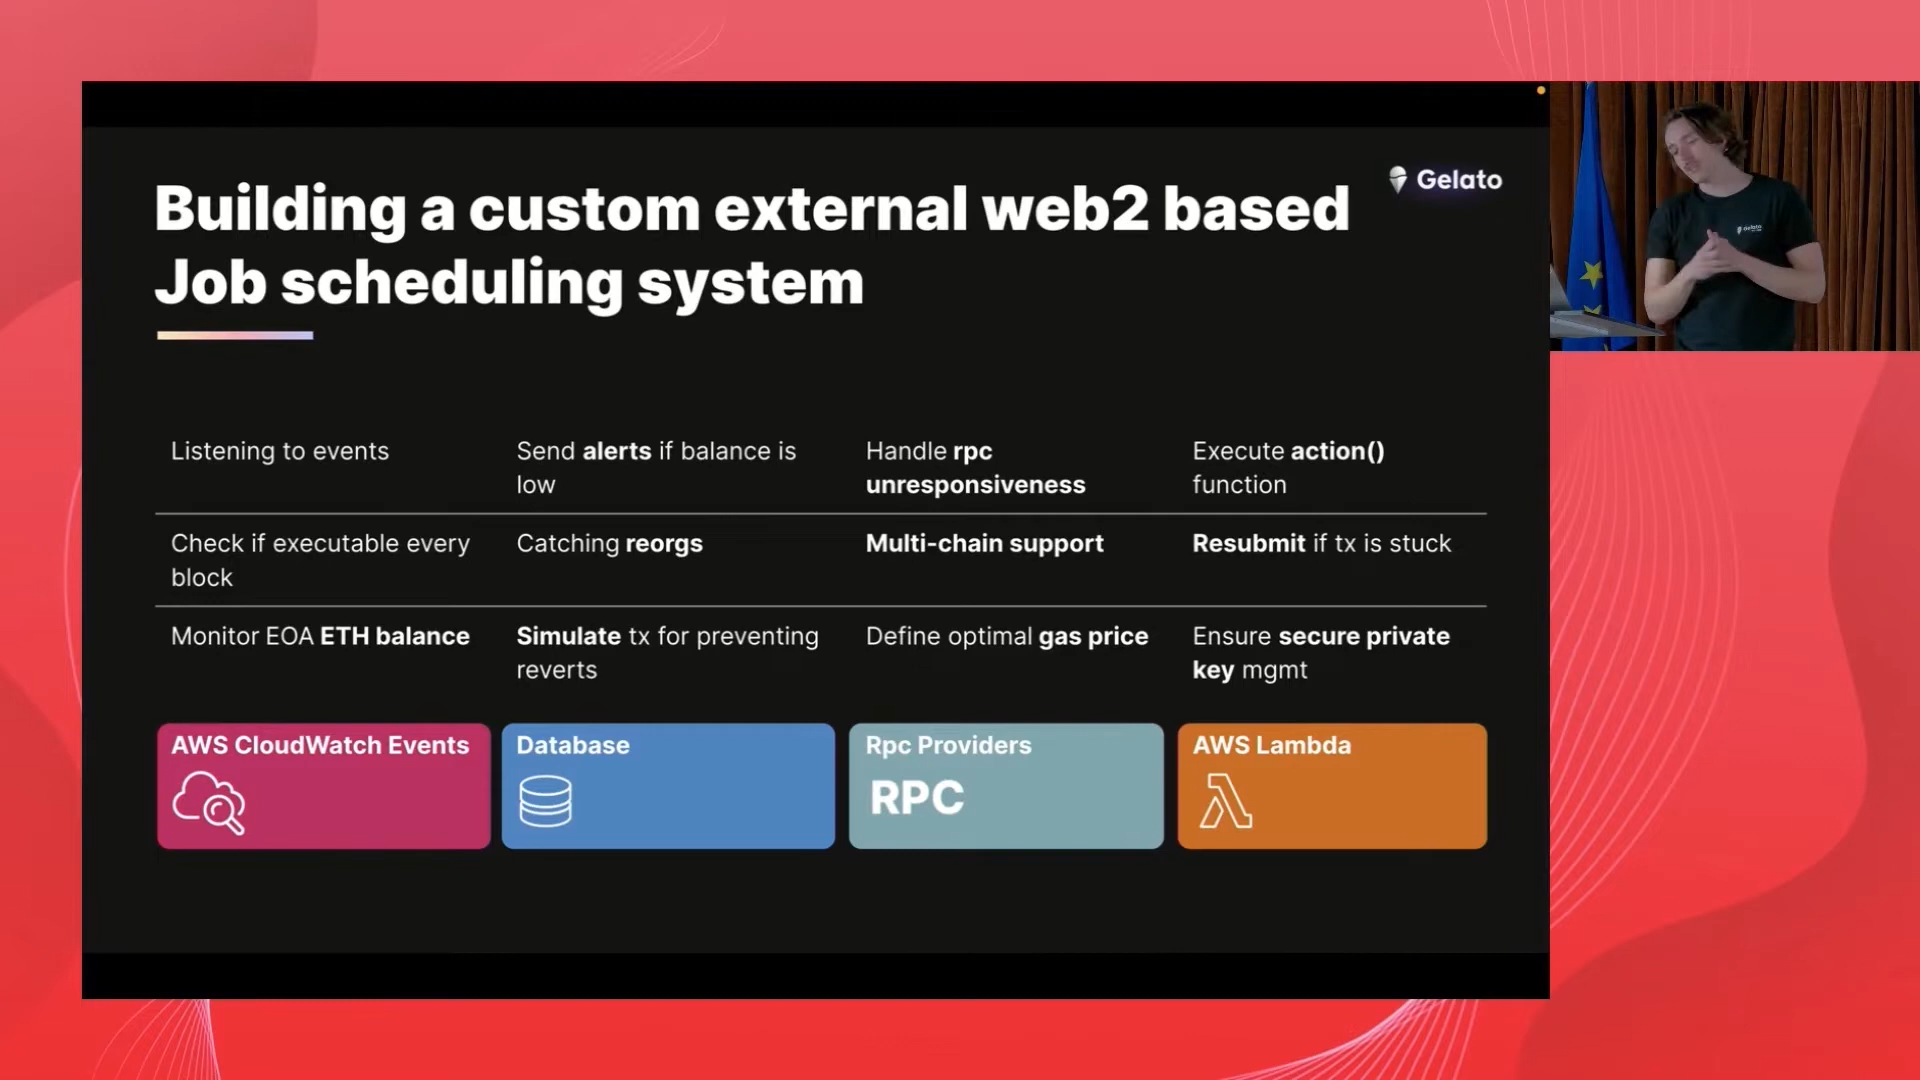 Gelato
Building a custom external web2 based
Job scheduling system
Listening to events
Send alerts if balance is
low
Handle rpc
unresponsiveness
Execute action()
function
Check if executable every
block
Catching reorgs
Multi-chain support
Resubmit if tx is stuck
Monitor EOA ETH balance
Simulate tx for preventing
reverts
Define optimal gas price
Ensure secure private
key mgmt
AWS CloudWatch Events
Database
Rpc Providers
RPC
AWS Lambda
Gelato